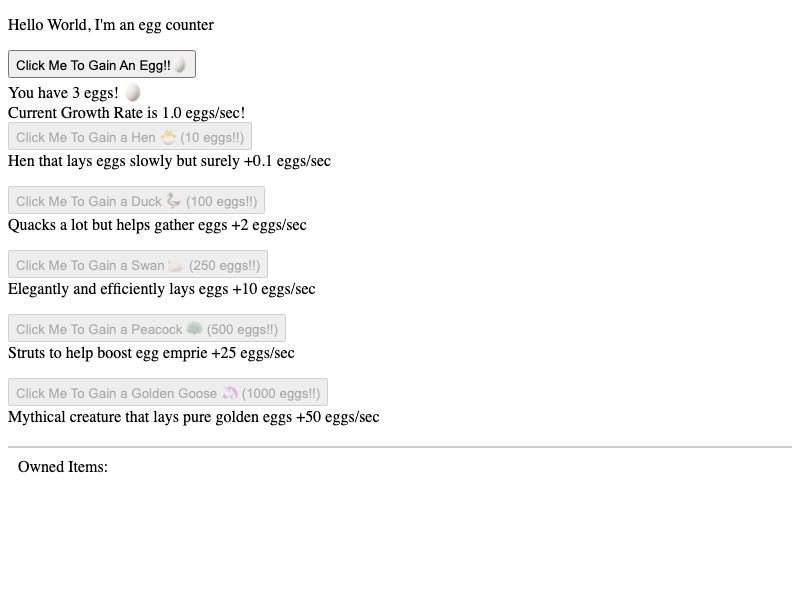 Hello World, I'm an egg counter
Click Me To Gain An Egg!!🥚
You have 3 eggs! 🥚
Current Growth Rate is 1.0 eggs/sec!
Click Me To Gain a Hen 🐣 (10 eggs!!)
Hen that lays eggs slowly but surely +0.1 eggs/sec
Click Me To Gain a Duck 🦆 (100 eggs!!)
Quacks a lot but helps gather eggs +2 eggs/sec
Click Me To Gain a Swan 🦢 (250 eggs!!)
Elegantly and efficiently lays eggs +10 eggs/sec
Click Me To Gain a Peacock 🦚 (500 eggs!!)
Struts to help boost egg emprie +25 eggs/sec
Click Me To Gain a Golden Goose 🦄 (1000 eggs!!)
Mythical creature that lays pure golden eggs +50 eggs/sec
Owned Items: